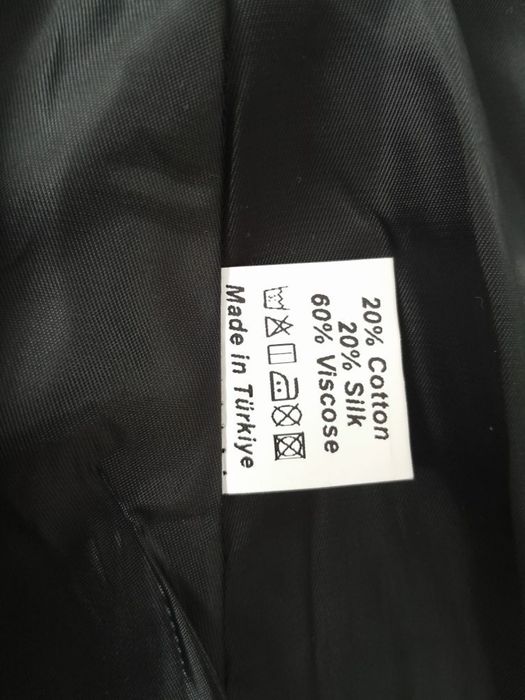 20% Cotton
20% Silk
60% Viscose
Made in Türkiye